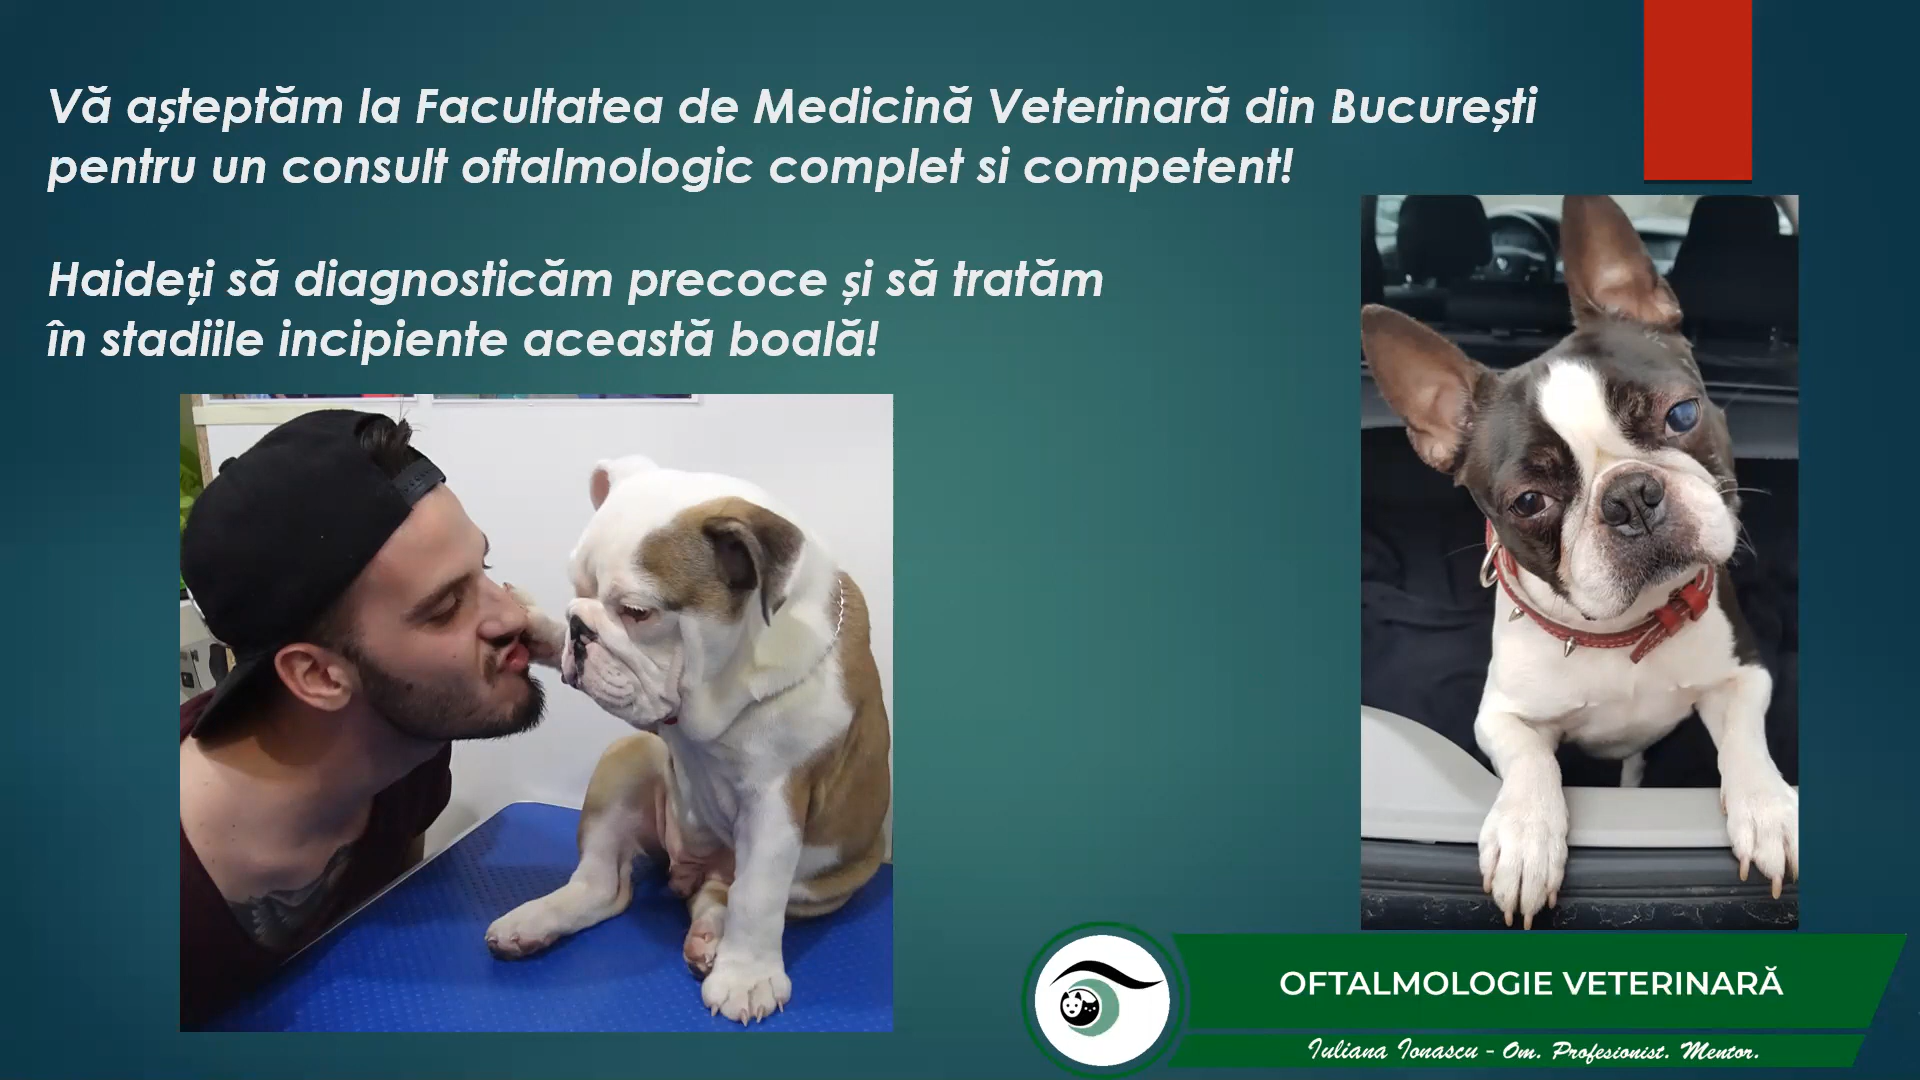 Vă așteptăm la Facultatea de Medicină Veterinară din București
pentru un consult oftalmologic complet si competent!
Haideți să diagnosticăm precoce și să tratăm
în stadiile incipiente această boală!
OFTALMOLOGIE VETERINARĂ
Iuliana Ionascu - Om. Profesionist. Mentor.